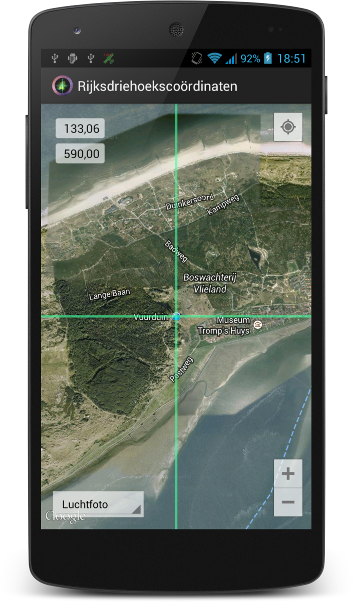 92% 18:51
Rijksdriehoekscoördinaten
133,06
590,00
Duinkersoord
Kampweg
Badweg
Boswachterij
Vlieland
Lange Baan
Vuurduin
Museum
Tromp's Huys
Postweg
+
−
Luchtfoto
Google